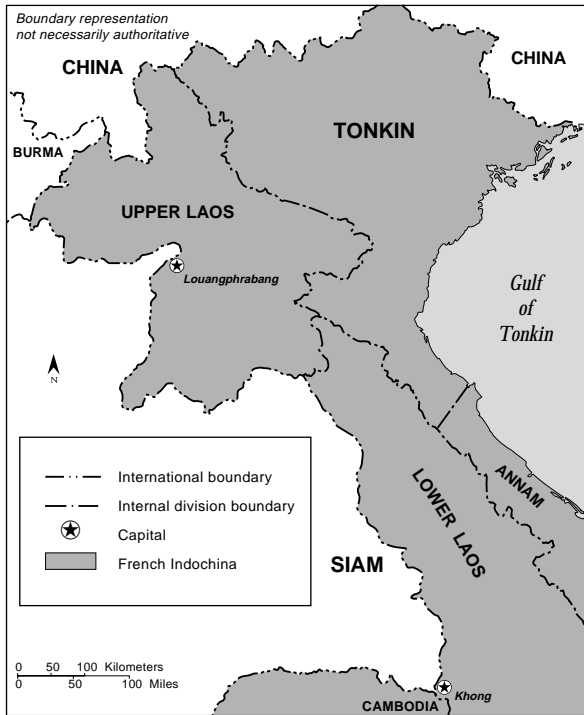 Boundary representation
not necessarily authoritative
CHINA
CHINA
TONKIN
BURMA
UPPER LAOS
Louangphrabang
Gulf
of
Tonkin
N
International boundary
Internal division boundary
Capital
French Indochina
ANNAM
LOWER LAOS
SIAM
0 50 100 Kilometers
0 50 100 Miles
Khong
CAMBODIA